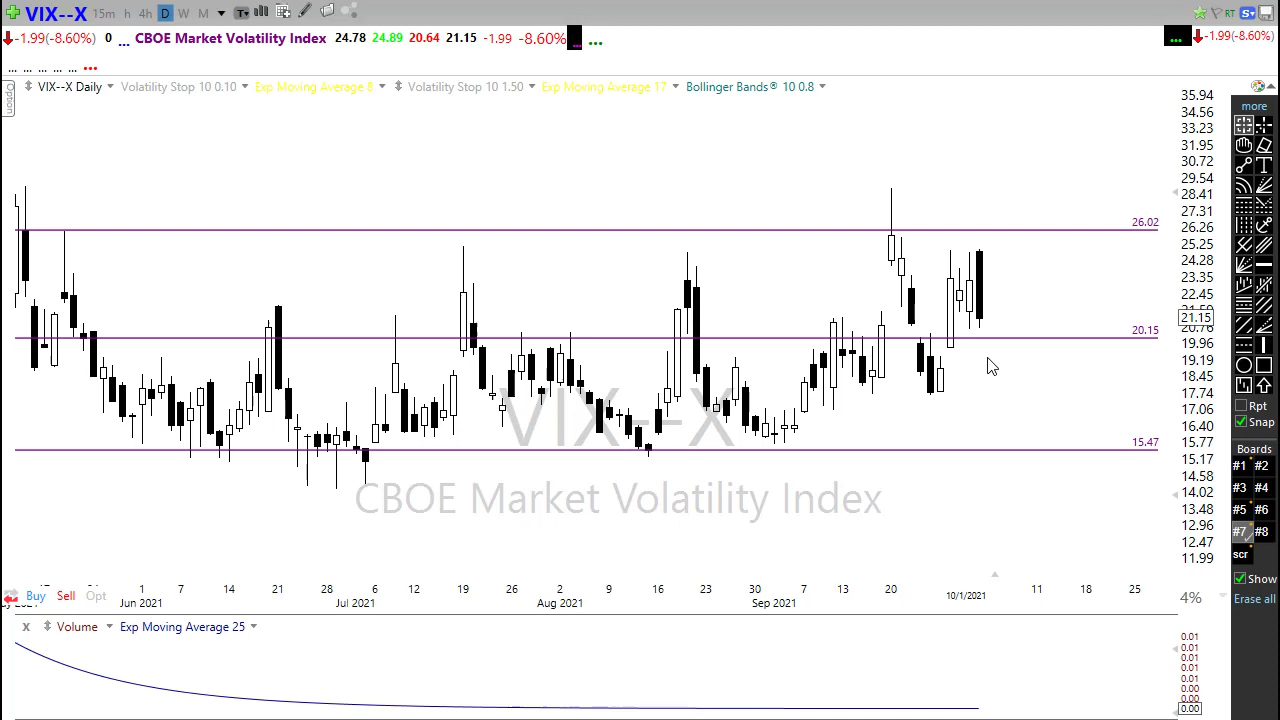 VIX--X 15m h 4h D W M T RT S
-1.99(-8.60%) 0 ... CBOE Market Volatility Index 24.78 24.89 20.64 21.15 -1.99 -8.60% ... ... ... -1.99(-8.60%)
... ... ... ... ... ...
Option
VIX--X Daily Volatility Stop 10 0.10 Exp Moving Average 8 Volatility Stop 10 1.50 Exp Moving Average 17 Bollinger Bands® 10 0.8
35.94
34.56
33.23
31.95
30.72
29.54
28.41
27.31
26.26
25.25
24.28
23.35
22.45
21.15
20.76
19.96
19.19
18.45
17.74
17.06
16.40
15.77
15.17
14.58
14.02
13.48
12.96
12.47
11.99
26.02
20.15
15.47
VIX--X
CBOE Market Volatility Index
more
Rpt
Snap
Boards
#1 #2
#3 #4
#5 #6
#7 #8
scr
Show
Erase all
1 7 14 21 28 6 12 19 26 2 9 16 23 30 7 13 20 11 18 25
Jun 2021 Jul 2021 Aug 2021 Sep 2021 10/1/2021
Buy Sell Opt
4%
X Volume Exp Moving Average 25
0.01
0.01
0.01
0.01
0.01
0.00
0.00
0.00